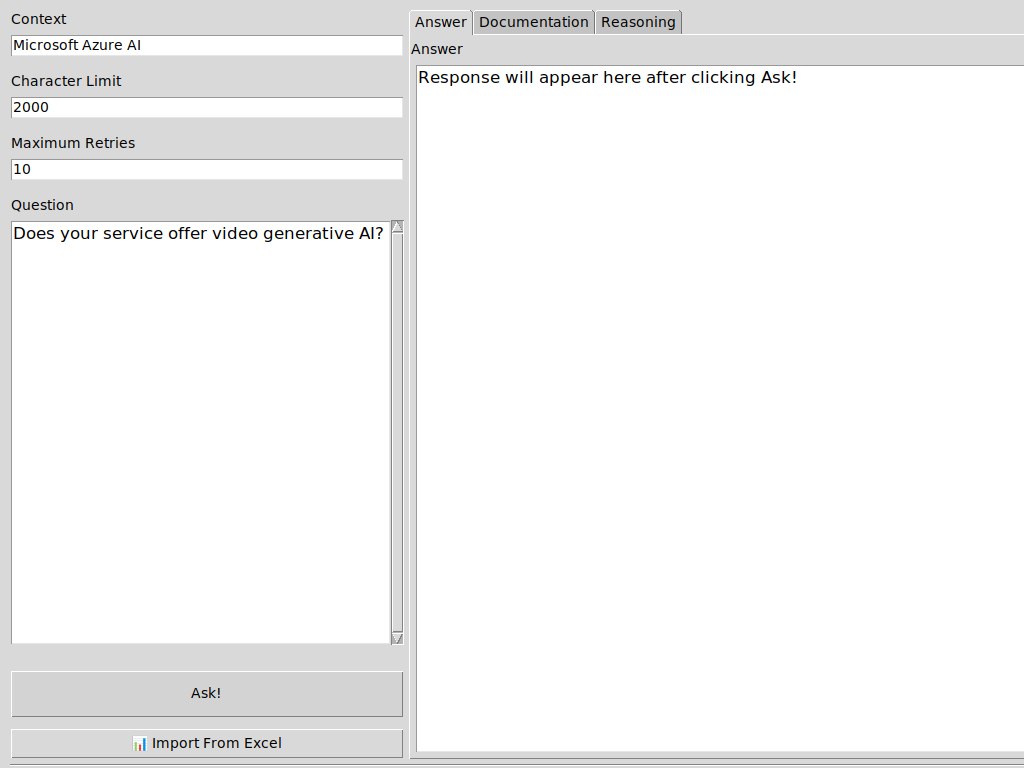 Context
Microsoft Azure AI
Character Limit
2000
Maximum Retries
10
Question
Does your service offer video generative AI?
Ask!
Import From Excel
Answer Documentation Reasoning
Answer
Response will appear here after clicking Ask!